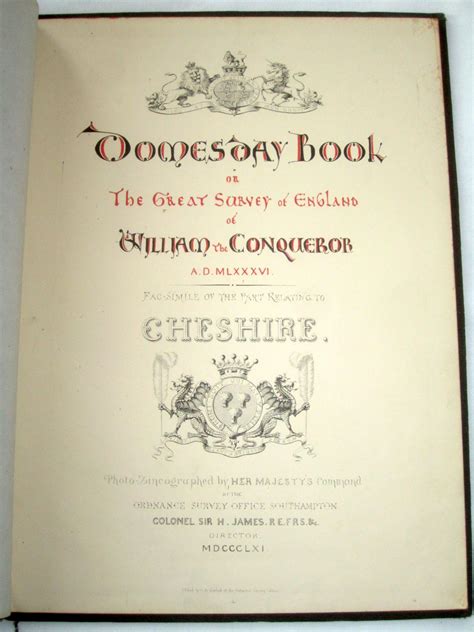 Domesday Book
or
The Great Survey of England
of
William the Conqueror
A.D. MLXXXVI.
Fac-simile of the Part Relating to
CHESHIRE.
Photo-Zincographed by HER MAJESTY'S Command
AT THE
ORDNANCE SURVEY OFFICE SOUTHAMPTON
COLONEL SIR H. JAMES. R.E. F.R.S. &c.
DIRECTOR.
MDCCCLXI.